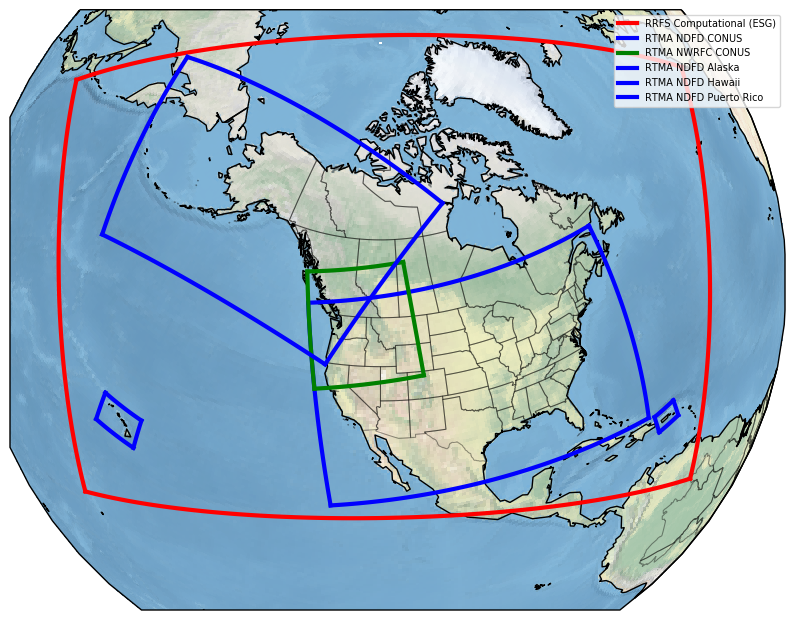 RRFS Computational (ESG)
RTMA NDFD CONUS
RTMA NWRFC CONUS
RTMA NDFD Alaska
RTMA NDFD Hawaii
RTMA NDFD Puerto Rico